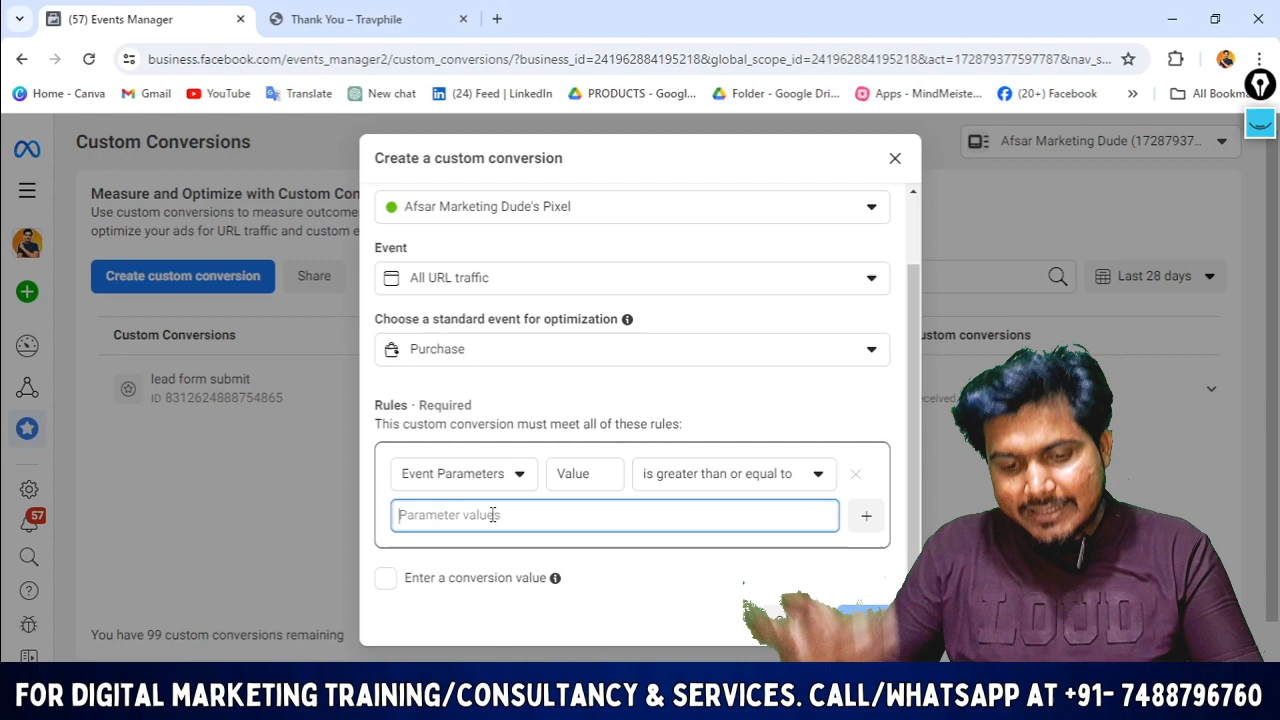 (57) Events Manager
Thank You – Travphile
business.facebook.com/events_manager2/custom_conversions/?business_id=241962884195218&global_scope_id=241962884195218&act=172879377597787&nav_s...
Home - Canva
Gmail
YouTube
Translate
New chat
(24) Feed | LinkedIn
PRODUCTS - Googl...
Folder - Google Dri...
Apps - MindMeiste...
(20+) Facebook
All Bookm
Custom Conversions
Afsar Marketing Dude (17287937...
Measure and Optimize with Custom Con
Use custom conversions to measure outcome
optimize your ads for URL traffic and custom e
Create custom conversion
Share
Last 28 days
Custom Conversions
ustom conversions
lead form submit
ID 8312624888754865
eceived.
57
You have 99 custom conversions remaining
Create a custom conversion
Afsar Marketing Dude's Pixel
Event
All URL traffic
Choose a standard event for optimization
Purchase
Rules · Required
This custom conversion must meet all of these rules:
Event Parameters
Value
is greater than or equal to
Parameter values
Enter a conversion value
LOUD
FOR DIGITAL MARKETING TRAINING/CONSULTANCY & SERVICES. CALL/WHATSAPP AT +91- 7488796760